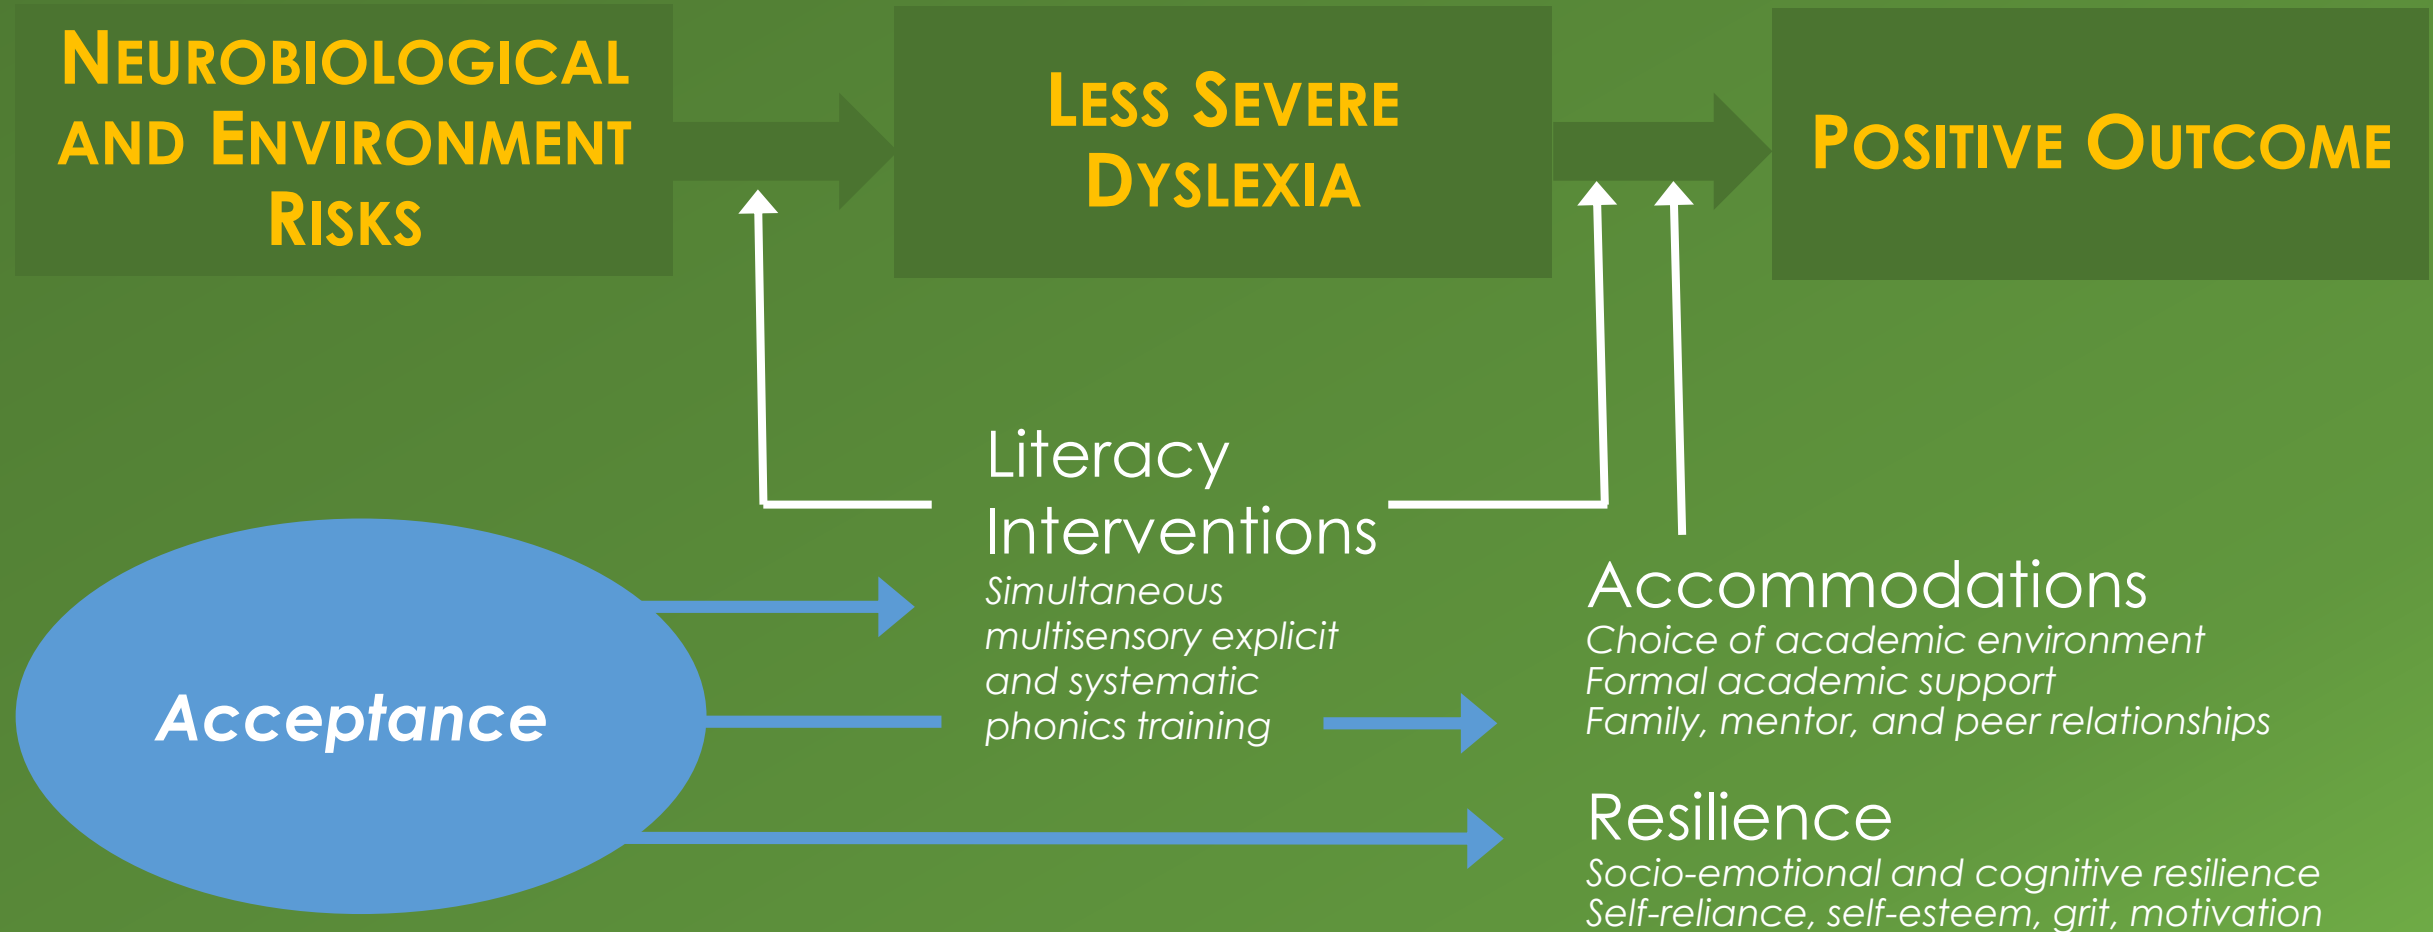 NEUROBIOLOGICAL
AND ENVIRONMENT
RISKS
LESS SEVERE
DYSLEXIA
POSITIVE OUTCOME
Literacy
Interventions
Simultaneous
multisensory explicit
and systematic
phonics training
Acceptance
Accommodations
Choice of academic environment
Formal academic support
Family, mentor, and peer relationships
Resilience
Socio-emotional and cognitive resilience
Self-reliance, self-esteem, grit, motivation